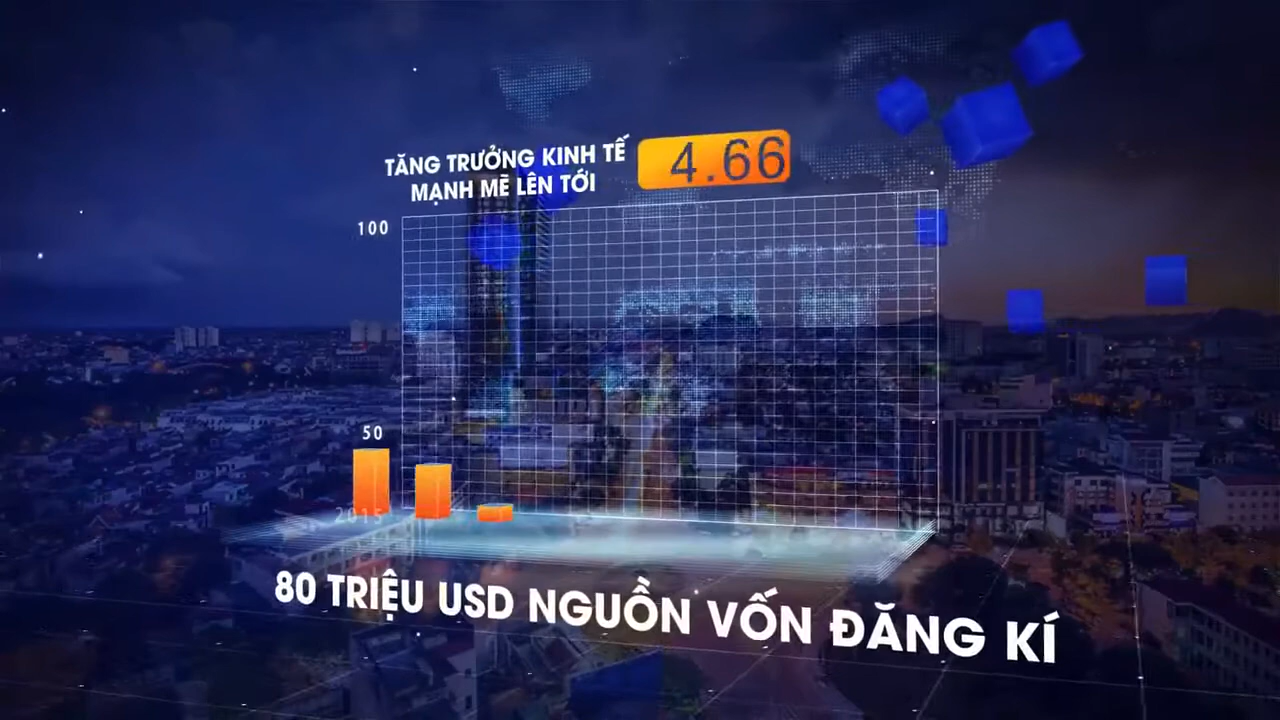 TĂNG TRƯỞNG KINH TẾ
MẠNH MẼ LÊN TỚI
4.66
100
50
2015
80 TRIỆU USD NGUỒN VỐN ĐĂNG KÍ